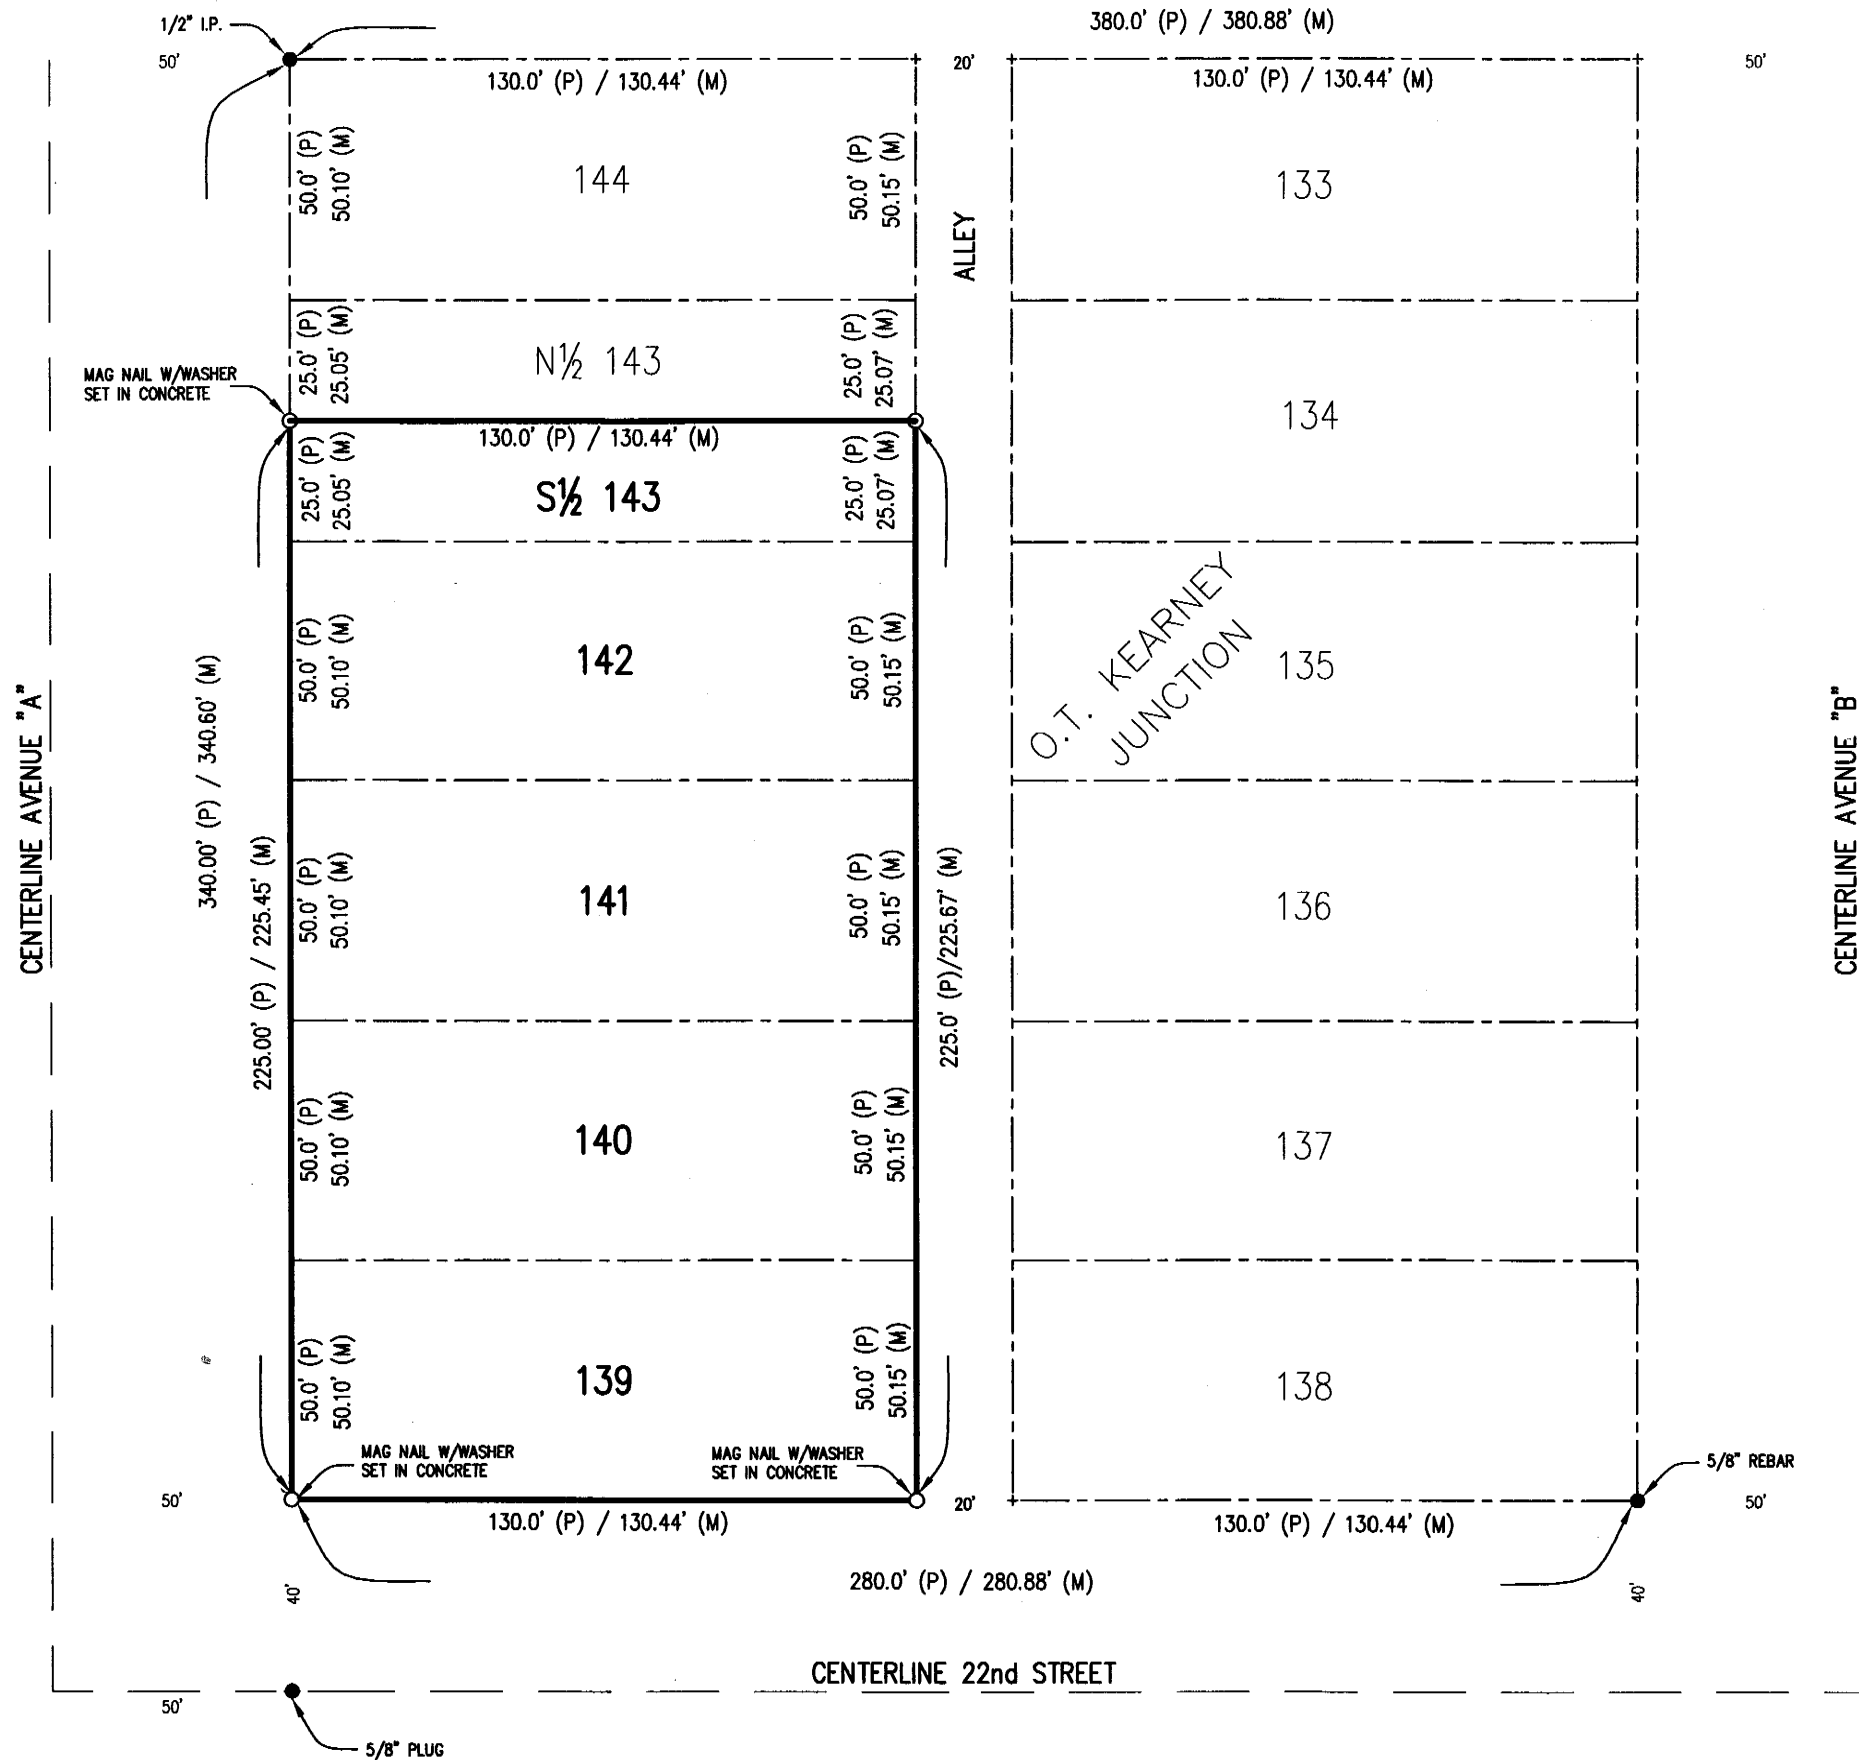 1/2" I.P.
380.0' (P) / 380.88' (M)
50'
20'
50'
130.0' (P) / 130.44' (M)
130.0' (P) / 130.44' (M)
50.0' (P)
50.10' (M)
144
50.0' (P)
50.15' (M)
ALLEY
133
25.0' (P)
25.05' (M)
N½ 143
25.0' (P)
25.07' (M)
MAG NAIL W/WASHER
SET IN CONCRETE
134
130.0' (P) / 130.44' (M)
25.0' (P)
25.05' (M)
S½ 143
25.0' (P)
25.07' (M)
50.0' (P)
50.10' (M)
142
50.0' (P)
50.15' (M)
O.T. KEARNEY
JUNCTION
135
CENTERLINE AVENUE "A"
340.00' (P) / 340.60' (M)
225.00' (P) / 225.45' (M)
50.0' (P)
50.10' (M)
141
50.0' (P)
50.15' (M)
225.0' (P)/225.67' (M)
136
CENTERLINE AVENUE "B"
50.0' (P)
50.10' (M)
140
50.0' (P)
50.15' (M)
137
50.0' (P)
50.10' (M)
139
50.0' (P)
50.15' (M)
138
MAG NAIL W/WASHER
SET IN CONCRETE
MAG NAIL W/WASHER
SET IN CONCRETE
5/8" REBAR
50'
20'
50'
130.0' (P) / 130.44' (M)
130.0' (P) / 130.44' (M)
40'
280.0' (P) / 280.88' (M)
40'
CENTERLINE 22nd STREET
50'
5/8" PLUG